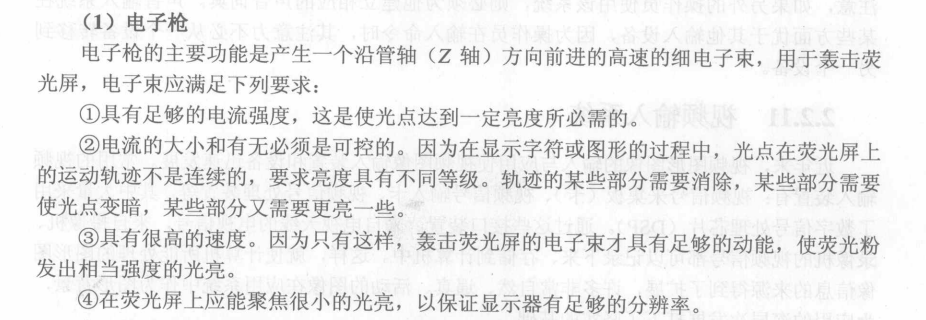 （1）电子枪
电子枪的主要功能是产生一个沿管轴（Z 轴）方向前进的高速的细电子束，用于轰击荧
光屏，电子束应满足下列要求：
①具有足够的电流强度，这是使光点达到一定亮度所必需的。
②电流的大小和有无必须是可控的。因为在显示字符或图形的过程中，光点在荧光屏上
的运动轨迹不是连续的，要求亮度具有不同等级。轨迹的某些部分需要消除，某些部分需要
使光点变暗，某些部分又需要更亮一些。
③具有很高的速度。因为只有这样，轰击荧光屏的电子束才具有足够的动能，使荧光粉
发出相当强度的光亮。
④在荧光屏上应能聚焦很小的光亮，以保证显示器有足够的分辨率。